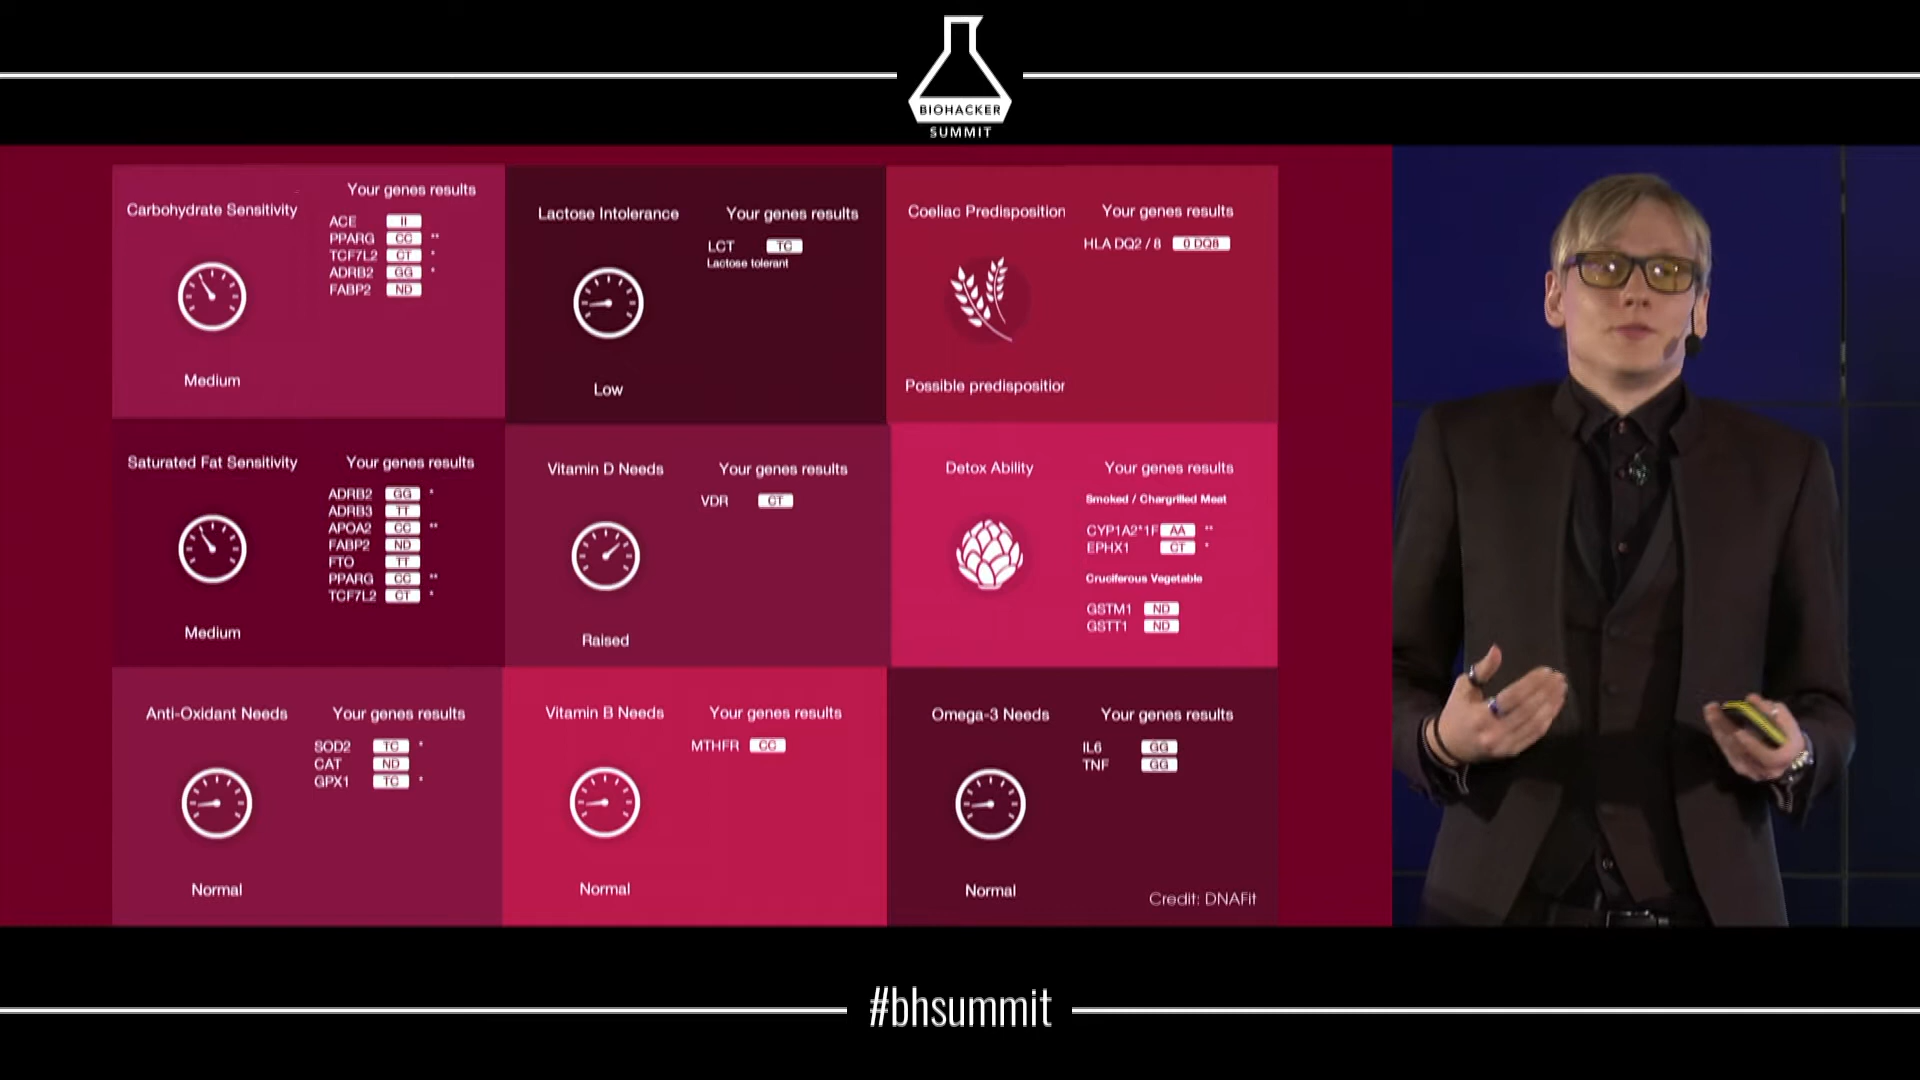 BIOHACKER
SUMMIT
Carbohydrate Sensitivity
Your genes results
ACE II
PPARG CC **
TCF7L2 CT *
ADRB2 GG *
FABP2 ND
Medium
Lactose Intolerance
Your genes results
LCT TC
Lactose tolerant
Low
Coeliac Predisposition
Your genes results
HLA DQ2 / 8 0 DQ8
Possible predisposition
Saturated Fat Sensitivity
Your genes results
ADRB2 GG *
ADRB3 TT
APOA2 CC **
FABP2 ND
FTO TT
PPARG CC **
TCF7L2 CT *
Medium
Vitamin D Needs
Your genes results
VDR CT
Raised
Detox Ability
Your genes results
Smoked / Chargrilled Meat
CYP1A2*1F AA **
EPHX1 CT *
Cruciferous Vegetable
GSTM1 ND
GSTT1 ND
Anti-Oxidant Needs
Your genes results
SOD2 TC *
CAT ND
GPX1 TC *
Normal
Vitamin B Needs
Your genes results
MTHFR CC
Normal
Omega-3 Needs
Your genes results
IL6 GG
TNF GG
Normal
Credit: DNAFit
#bhsummit